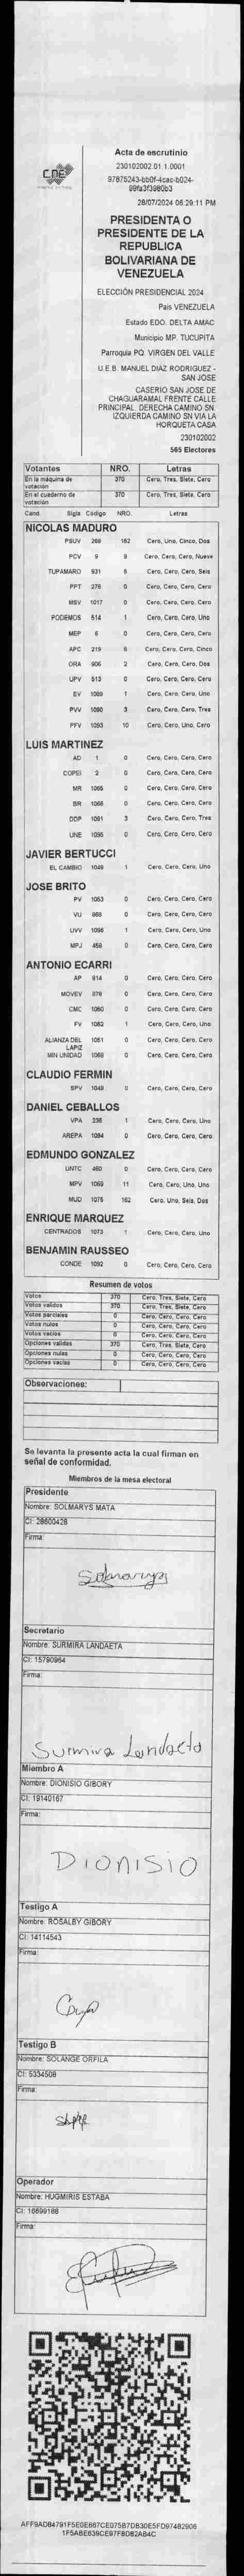 CNE
Acta de escrutinio
230102002.01.1.0001
28/07/2024 06:29:11 PM
PRESIDENTA O
PRESIDENTE DE LA
REPUBLICA
BOLIVARIANA DE
VENEZUELA
ELECCIÓN PRESIDENCIAL 2024
Pais VENEZUELA
Estado EDO. DELTA AMAC
Municipio MP. TUCUPITA
Parroquia PQ. VIRGEN DEL VALLE
U.E.B. MANUEL DIAZ RODRIGUEZ -
SAN JOSE
CASERIO SAN JOSE DE
CHAGUARAMAL FRENTE CALLE
PRINCIPAL. DERECHA CAMINO SN.
IZQUIERDA CAMINO SN VIA LA
HORQUETA CASA
230102002
565 Electores
Votantes NRO. Letras
En la máquina de votación 370 Cero, Tres, Siete, Cero
En el cuaderno de votación 370 Cero, Tres, Siete, Cero
Cand. Sigla Código NRO. Letras
NICOLAS MADURO
PSUV Cero, Uno, Cinco, Dos
PCV 9 9 Cero, Cero, Cero, Nueve
TUPAMARO 931 6 Cero, Cero, Cero, Seis
PPT 276 0 Cero, Cero, Cero, Cero
MSV 1017 0 Cero, Cero, Cero, Cero
PODEMOS 514 1 Cero, Cero, Cero, Uno
MEP 6 0 Cero, Cero, Cero, Cero
APC 219 Cero, Cero, Cero, Cinco
ORA 906 2 Cero, Cero, Cero, Dos
UPV 513 0 Cero, Cero, Cero, Cero
EV 1089 1 Cero, Cero, Cero, Uno
PVV 1090 3 Cero, Cero, Cero, Tres
PFV 1093 10 Cero, Cero, Uno, Cero
LUIS MARTINEZ
AD 1 0 Cero, Cero, Cero, Cero
COPEI 2 0 Cero, Cero, Cero, Cero
MR 1065 0 Cero, Cero, Cero, Cero
BR 1066 0 Cero, Cero, Cero, Cero
DDP 1091 3 Cero, Cero, Cero, Tres
UNE 1095 0 Cero, Cero, Cero, Cero
JAVIER BERTUCCI
EL CAMBIO 1049 1 Cero, Cero, Cero, Uno
JOSE BRITO
PV 1053 0 Cero, Cero, Cero, Cero
VU 868 0 Cero, Cero, Cero, Cero
UVV 1096 1 Cero, Cero, Cero, Uno
MPJ 458 0 Cero, Cero, Cero, Cero
ANTONIO ECARRI
AP 914 0 Cero, Cero, Cero, Cero
MOVEV 979 0 Cero, Cero, Cero, Cero
CMC 1050 0 Cero, Cero, Cero, Cero
FV 1052 1 Cero, Cero, Cero, Uno
ALIANZA DEL LAPIZ 1051 0 Cero, Cero, Cero, Cero
MIN UNIDAD 1069 0 Cero, Cero, Cero, Cero
CLAUDIO FERMIN
SPV 1048 0 Cero, Cero, Cero, Cero
DANIEL CEBALLOS
VPA 236 1 Cero, Cero, Cero, Uno
AREPA 1094 0 Cero, Cero, Cero, Cero
EDMUNDO GONZALEZ
UNTC 460 0 Cero, Cero, Cero, Cero
MPV 1069 11 Cero, Cero, Uno, Uno
MUD 1075 162 Cero, Uno, Seis, Dos
ENRIQUE MARQUEZ
CENTRADOS 1073 1 Cero, Cero, Cero, Uno
BENJAMIN RAUSSEO
CONDE 1092 0 Cero, Cero, Cero, Cero
Resumen de votos
Votos 370 Cero, Tres, Siete, Cero
Votos validos 370 Cero, Tres, Siete, Cero
Votos parciales 0 Cero, Cero, Cero, Cero
Votos nulos 0 Cero, Cero, Cero, Cero
Votos vacios 0 Cero, Cero, Cero, Cero
Opciones validas 370 Cero, Tres, Siete, Cero
Opciones nulas 0 Cero, Cero, Cero, Cero
Opciones vacias 0 Cero, Cero, Cero, Cero
Observaciones:
Se levanta la presente acta la cual firman en
señal de conformidad.
Miembros de la mesa electoral
Presidente
Nombre: SOLMARYS MATA
CI: 28600428
Firma:
Solmarys
Secretario
Nombre: SURMIRA LANDAETA
CI: 15790964
Firma:
Surmira Landaeta
Miembro A
Nombre: DIONISIO GIBORY
CI: 19140167
Firma:
DIONISIO
Testigo A
Nombre: ROSALBY GIBORY
CI: 14114543
Firma:
Testigo B
Nombre: SOLANGE ORFILA
CI: 5334508
Firma:
Operador
Nombre: HUGMIRIS ESTABA
CI: 16699188
Firma: